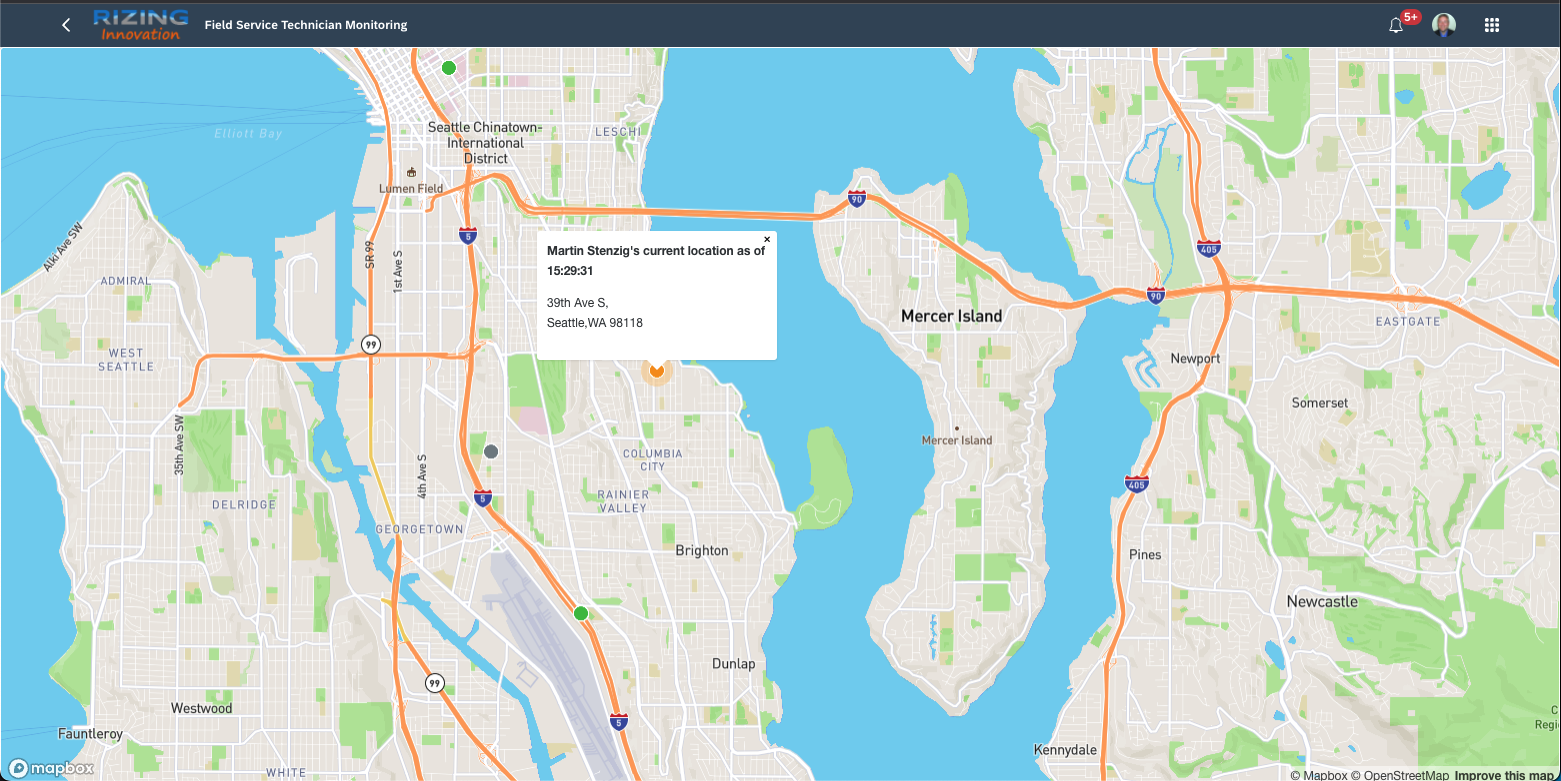 RIZING
Innovation
Field Service Technician Monitoring
5+
Elliott Bay
Seattle Chinatown-
International
District
LESCHI
Lumen Field
90
5
Alki Ave SW
SR 99
1st Ave S
405
Martin Stenzig's current location as of
15:29:31
×
39th Ave S,
Seattle,WA 98118
ADMIRAL
90
Mercer Island
EASTGATE
99
WEST
SEATTLE
Newport
Somerset
35th Ave SW
4th Ave S
Mercer Island
COLUMBIA
CITY
405
5
RAINIER
VALLEY
DELRIDGE
GEORGETOWN
Brighton
Pines
Newcastle
Dunlap
99
Westwood
5
C
Regi
Fauntleroy
Kennydale
mapbox
WHITE
© Mapbox © OpenStreetMap Improve this map